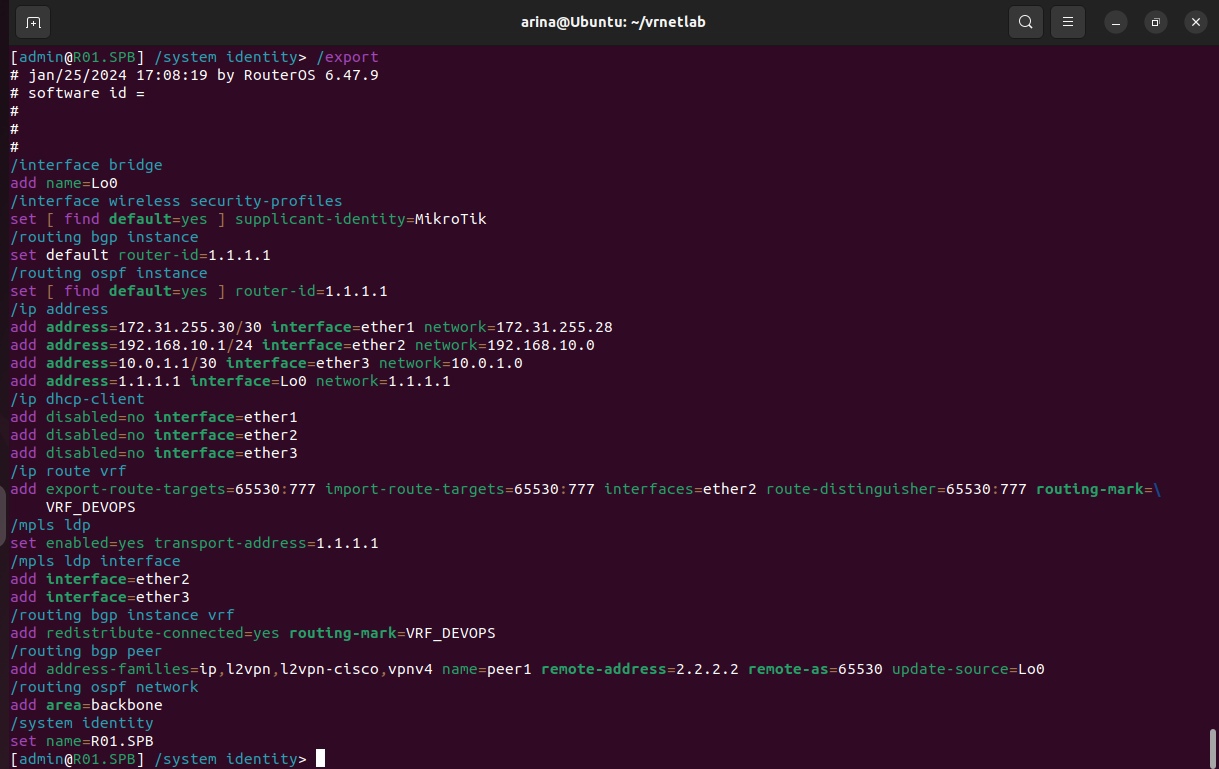 arina@Ubuntu: ~/vrnetlab
[admin@R01.SPB] /system identity> /export
# jan/25/2024 17:08:19 by RouterOS 6.47.9
# software id =
#
#
#
/interface bridge
add name=Lo0
/interface wireless security-profiles
set [ find default=yes ] supplicant-identity=MikroTik
/routing bgp instance
set default router-id=1.1.1.1
/routing ospf instance
set [ find default=yes ] router-id=1.1.1.1
/ip address
add address=172.31.255.30/30 interface=ether1 network=172.31.255.28
add address=192.168.10.1/24 interface=ether2 network=192.168.10.0
add address=10.0.1.1/30 interface=ether3 network=10.0.1.0
add address=1.1.1.1 interface=Lo0 network=1.1.1.1
/ip dhcp-client
add disabled=no interface=ether1
add disabled=no interface=ether2
add disabled=no interface=ether3
/ip route vrf
add export-route-targets=65530:777 import-route-targets=65530:777 interfaces=ether2 route-distinguisher=65530:777 routing-mark=\
    VRF_DEVOPS
/mpls ldp
set enabled=yes transport-address=1.1.1.1
/mpls ldp interface
add interface=ether2
add interface=ether3
/routing bgp instance vrf
add redistribute-connected=yes routing-mark=VRF_DEVOPS
/routing bgp peer
add address-families=ip,l2vpn,l2vpn-cisco,vpnv4 name=peer1 remote-address=2.2.2.2 remote-as=65530 update-source=Lo0
/routing ospf network
add area=backbone
/system identity
set name=R01.SPB
[admin@R01.SPB] /system identity>